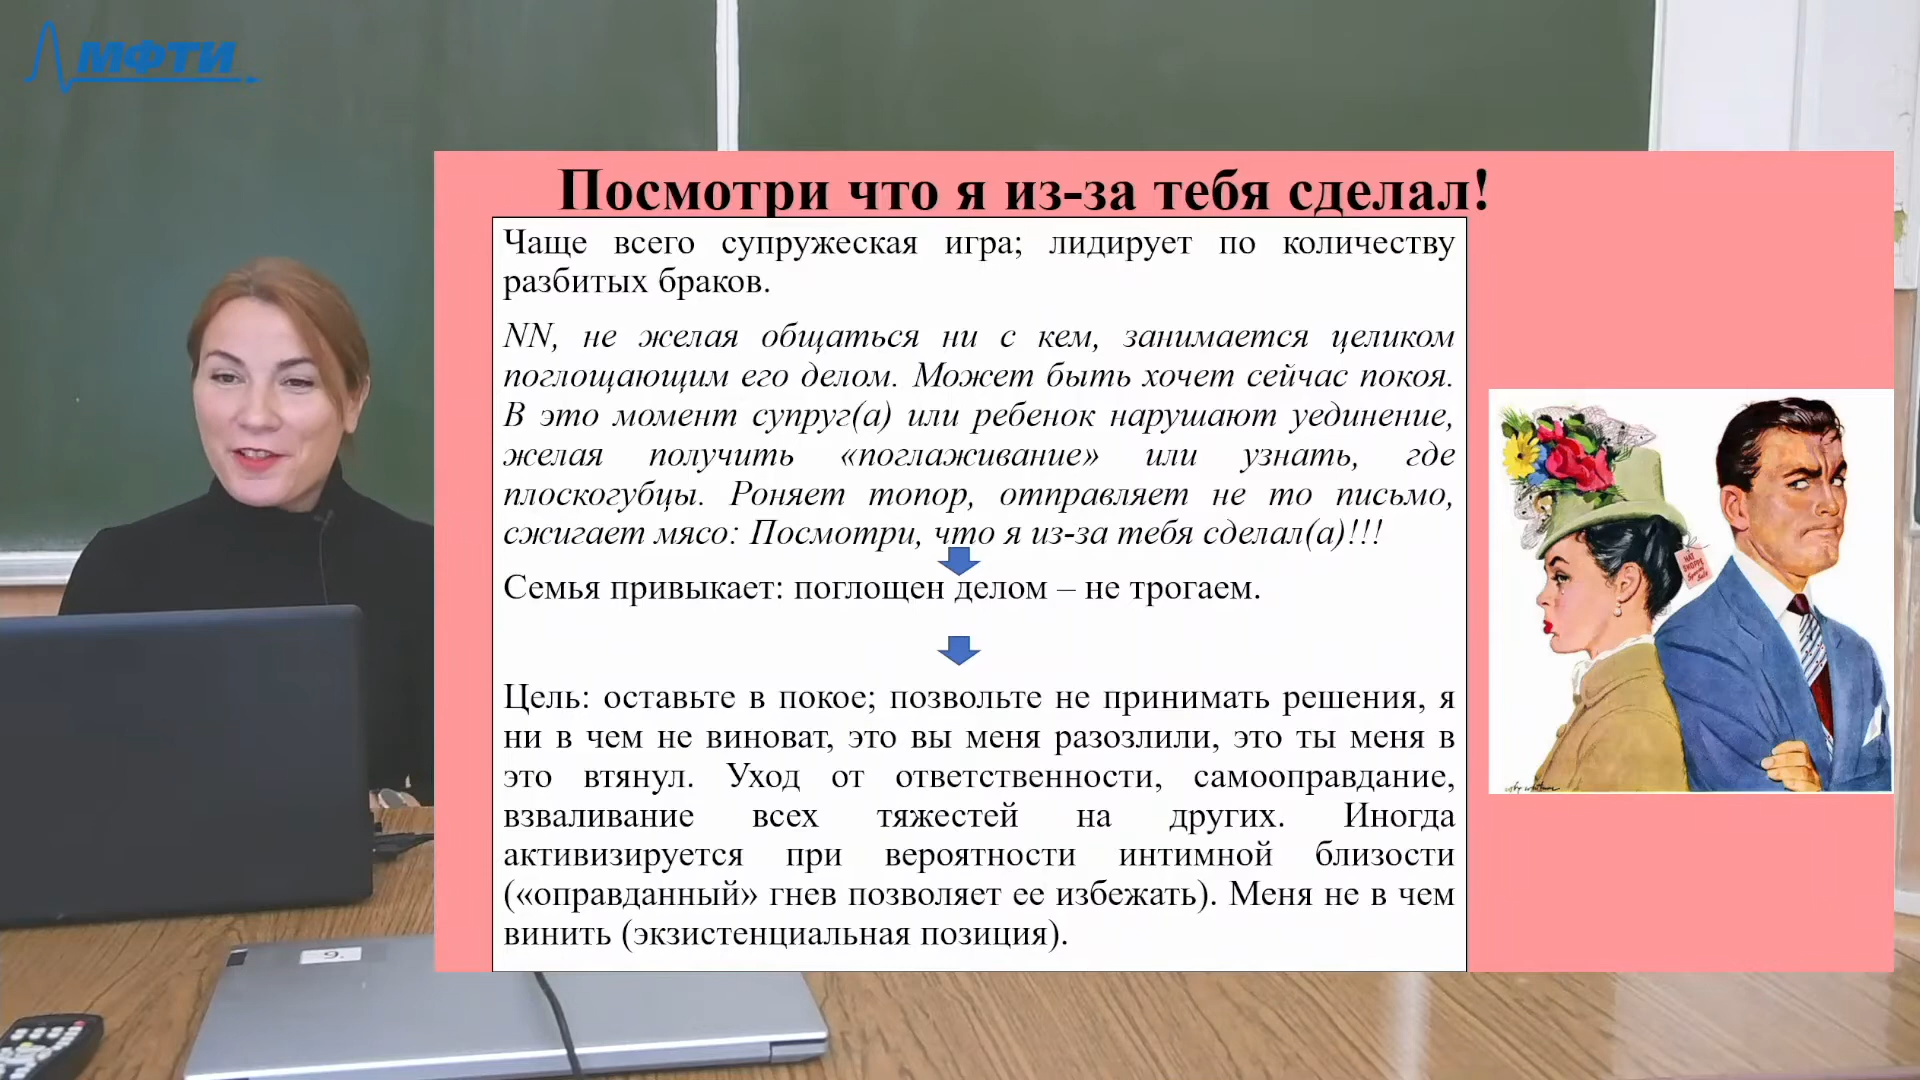 МФТИ
Посмотри что я из-за тебя сделал!
Чаще всего супружеская игра; лидирует по количеству
разбитых браков.
NN, не желая общаться ни с кем, занимается целиком
поглощающим его делом. Может быть хочет сейчас покоя.
В это момент супруг(а) или ребенок нарушают уединение,
желая получить «поглаживание» или узнать, где
плоскогубцы. Роняет топор, отправляет не то письмо,
сжигает мясо: Посмотри, что я из-за тебя сделал(а)!!!
Семья привыкает: поглощен делом – не трогаем.
Цель: оставьте в покое; позвольте не принимать решения, я
ни в чем не виноват, это вы меня разозлили, это ты меня в
это втянул. Уход от ответственности, самооправдание,
взваливание всех тяжестей на других. Иногда
активизируется при вероятности интимной близости
(«оправданный» гнев позволяет ее избежать). Меня не в чем
винить (экзистенциальная позиция).
HAT
SHOPPE
Special
Sale
9.